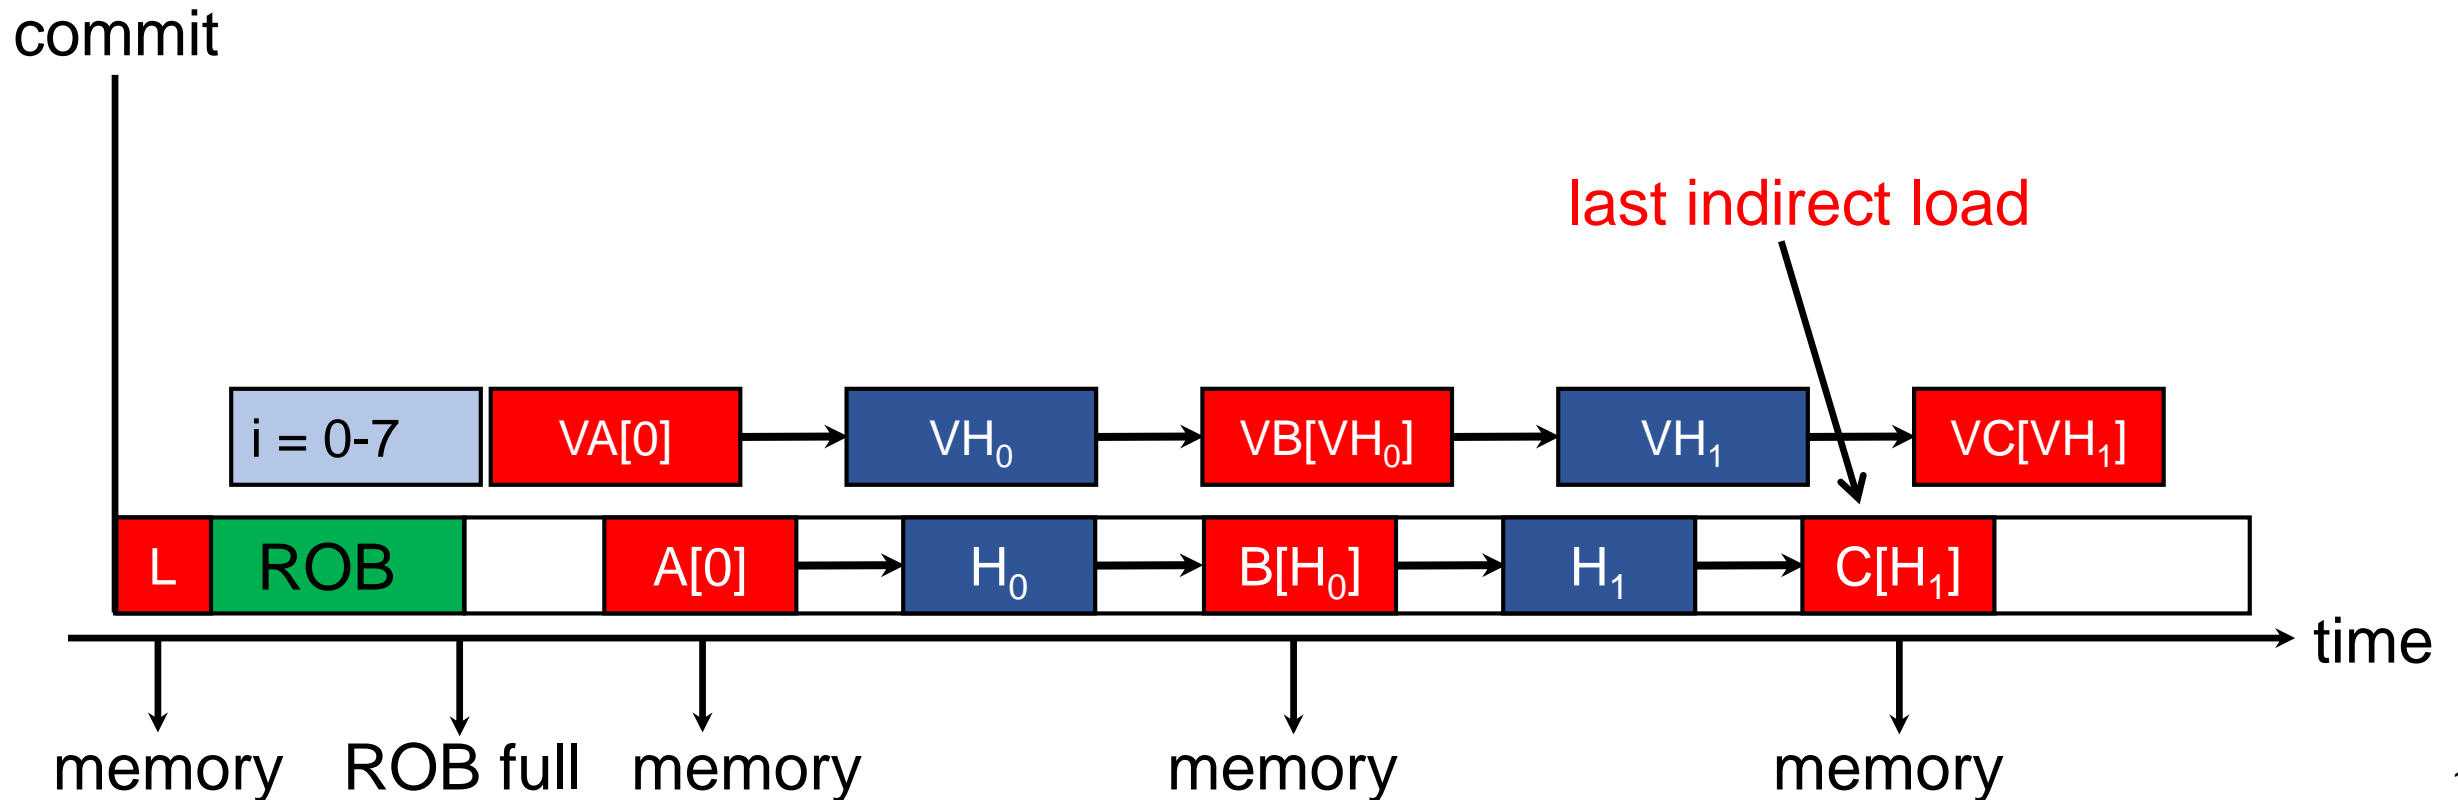 commit
last indirect load
i = 0-7 VA[0] VH₀ VB[VH₀] VH₁ VC[VH₁]
L ROB A[0] H₀ B[H₀] H₁ C[H₁]
time
memory ROB full memory memory memory